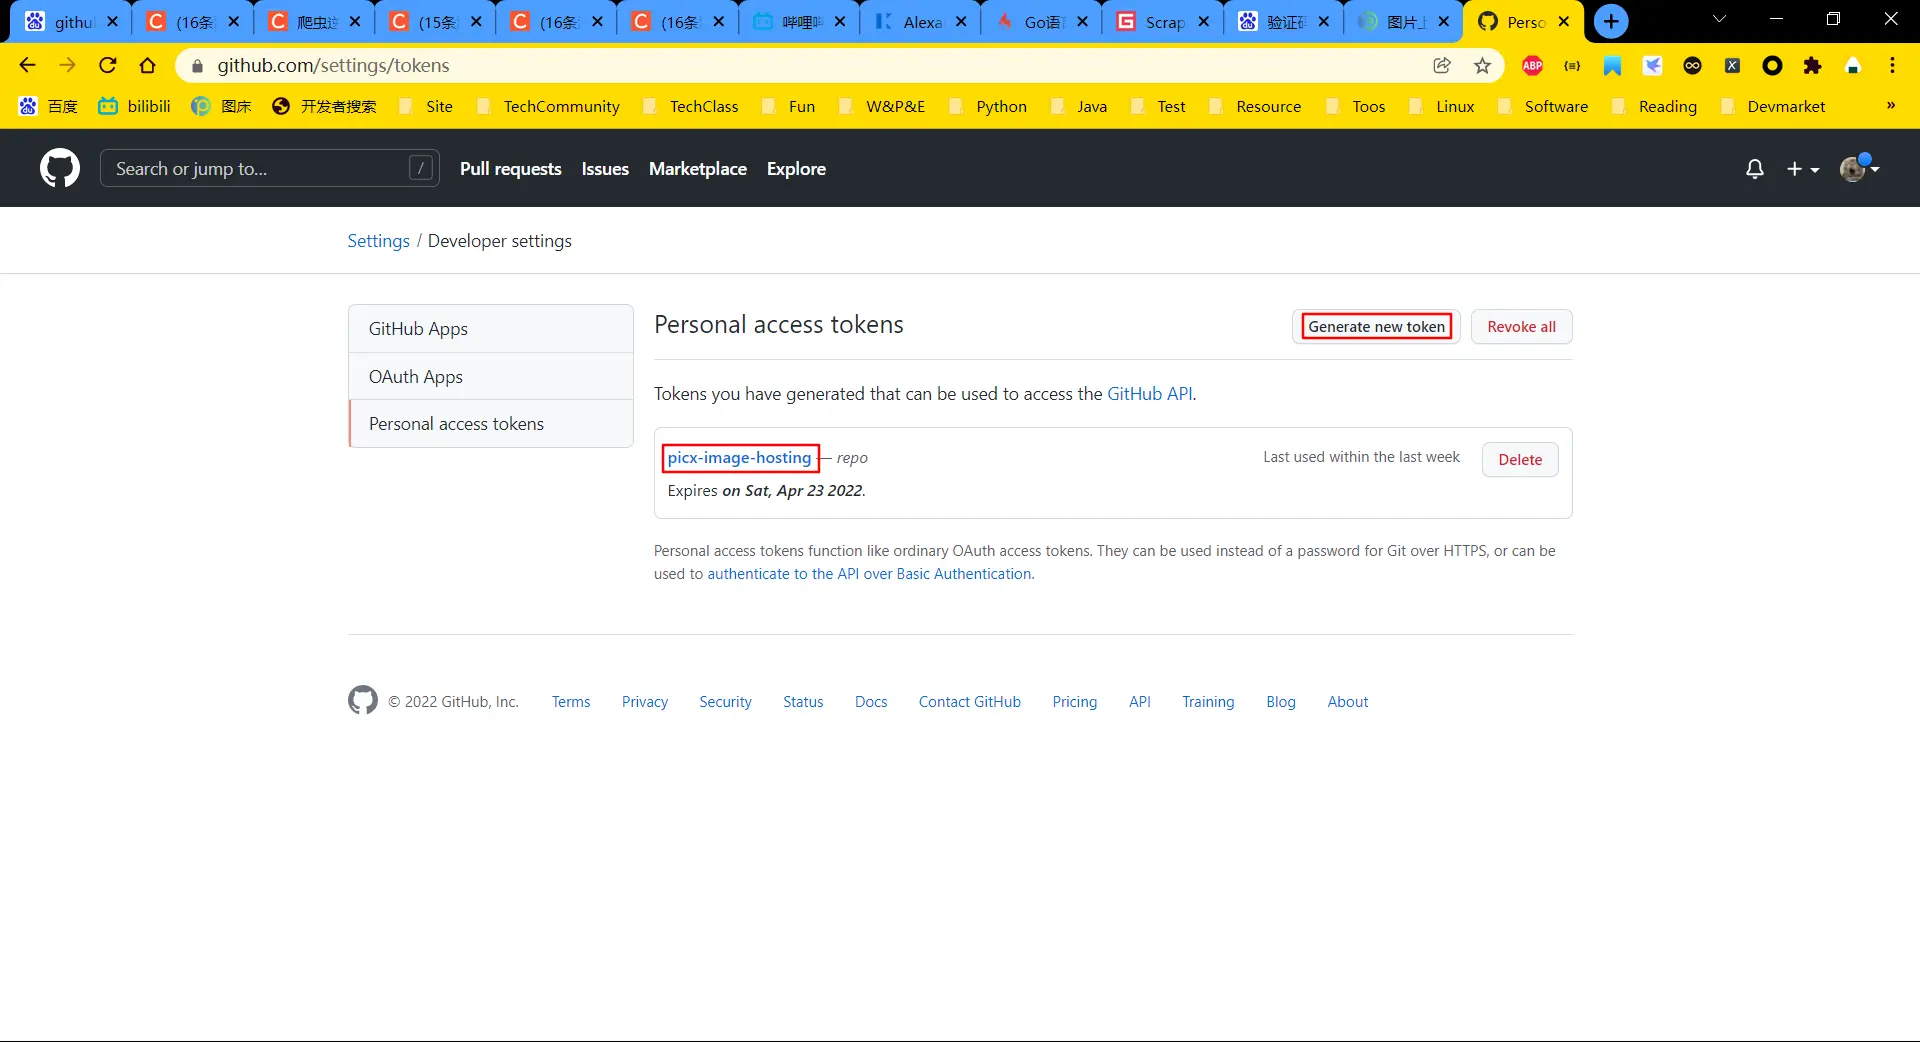 githu
(16条
爬虫
(15条
(16条
(16条
哔哩
Alexa
Go语
Scrap
验证
图片上
Perso
github.com/settings/tokens
ABP
百度 bilibili 图床 开发者搜索 Site TechCommunity TechClass Fun W&P&E Python Java Test Resource Toos Linux Software Reading Devmarket »
Search or jump to... / Pull requests Issues Marketplace Explore
Settings / Developer settings
GitHub Apps
OAuth Apps
Personal access tokens
Personal access tokens
Generate new token
Revoke all
Tokens you have generated that can be used to access the GitHub API.
picx-image-hosting — repo
Last used within the last week
Delete
Expires on Sat, Apr 23 2022.
Personal access tokens function like ordinary OAuth access tokens. They can be used instead of a password for Git over HTTPS, or can be
used to authenticate to the API over Basic Authentication.
© 2022 GitHub, Inc. Terms Privacy Security Status Docs Contact GitHub Pricing API Training Blog About